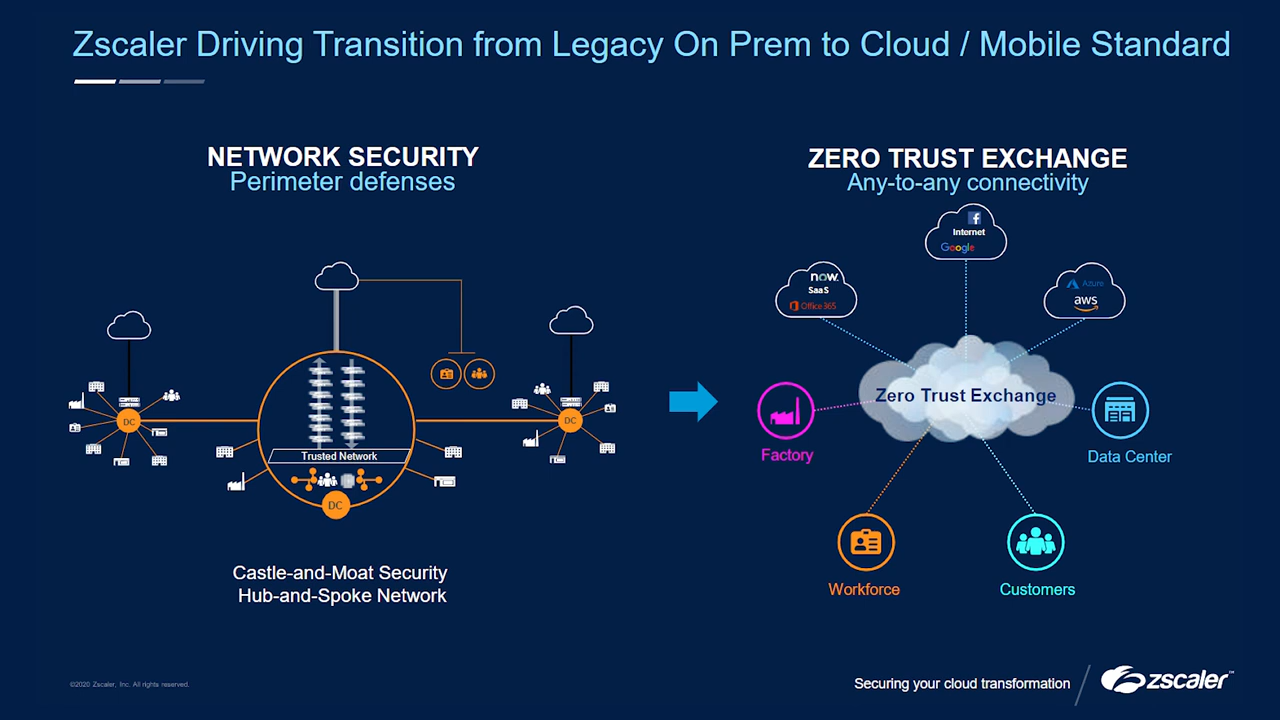 Zscaler Driving Transition from Legacy On Prem to Cloud / Mobile Standard
NETWORK SECURITY
Perimeter defenses
DC
Trusted Network
DC
DC
Castle-and-Moat Security
Hub-and-Spoke Network
ZERO TRUST EXCHANGE
Any-to-any connectivity
Internet
Google
now.
SaaS
Office 365
Azure
aws
Zero Trust Exchange
Factory
Data Center
Workforce
Customers
©2020 Zscaler, Inc. All rights reserved.
Securing your cloud transformation
zscaler™